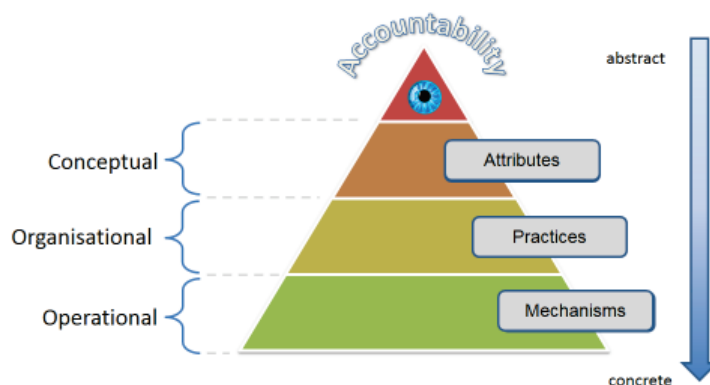 Accountability
abstract
Conceptual
Attributes
Organisational
Practices
Operational
Mechanisms
concrete